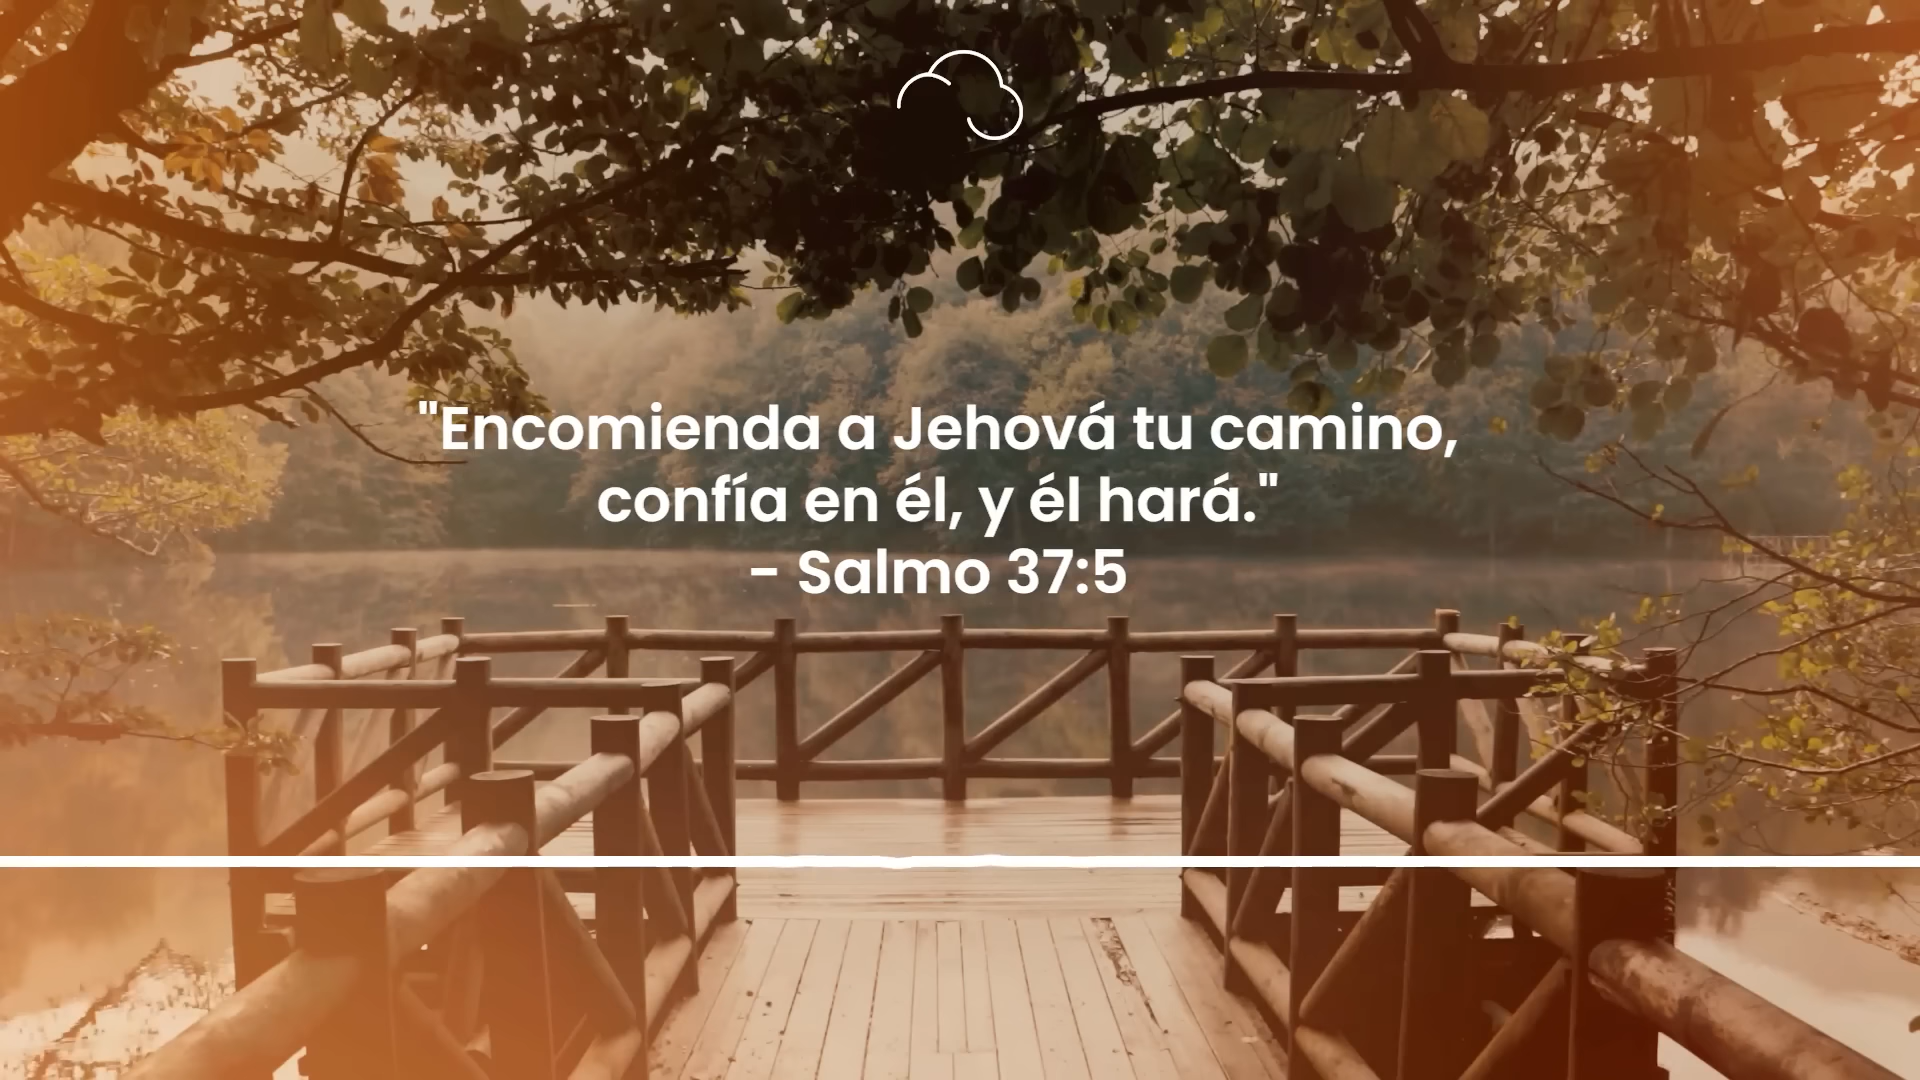 "Encomienda a Jehová tu camino,
confía en él, y él hará."
- Salmo 37:5